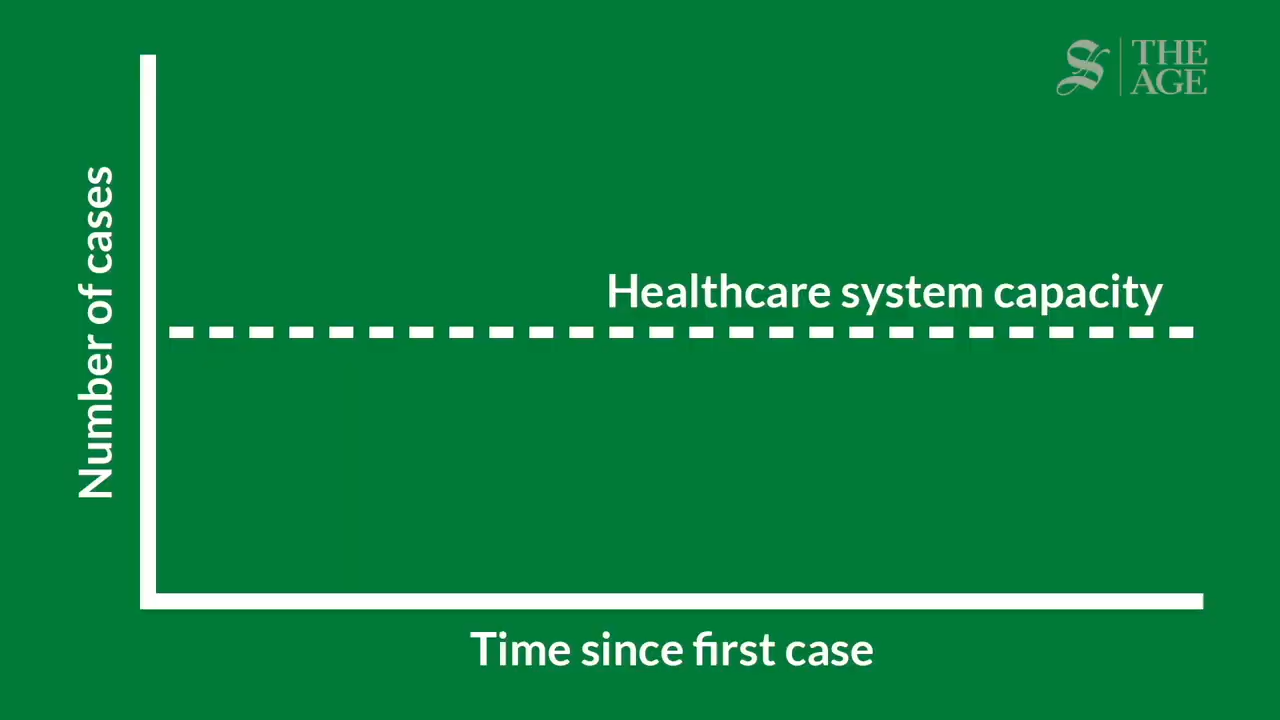 THE
AGE
Number of cases
Healthcare system capacity
Time since first case